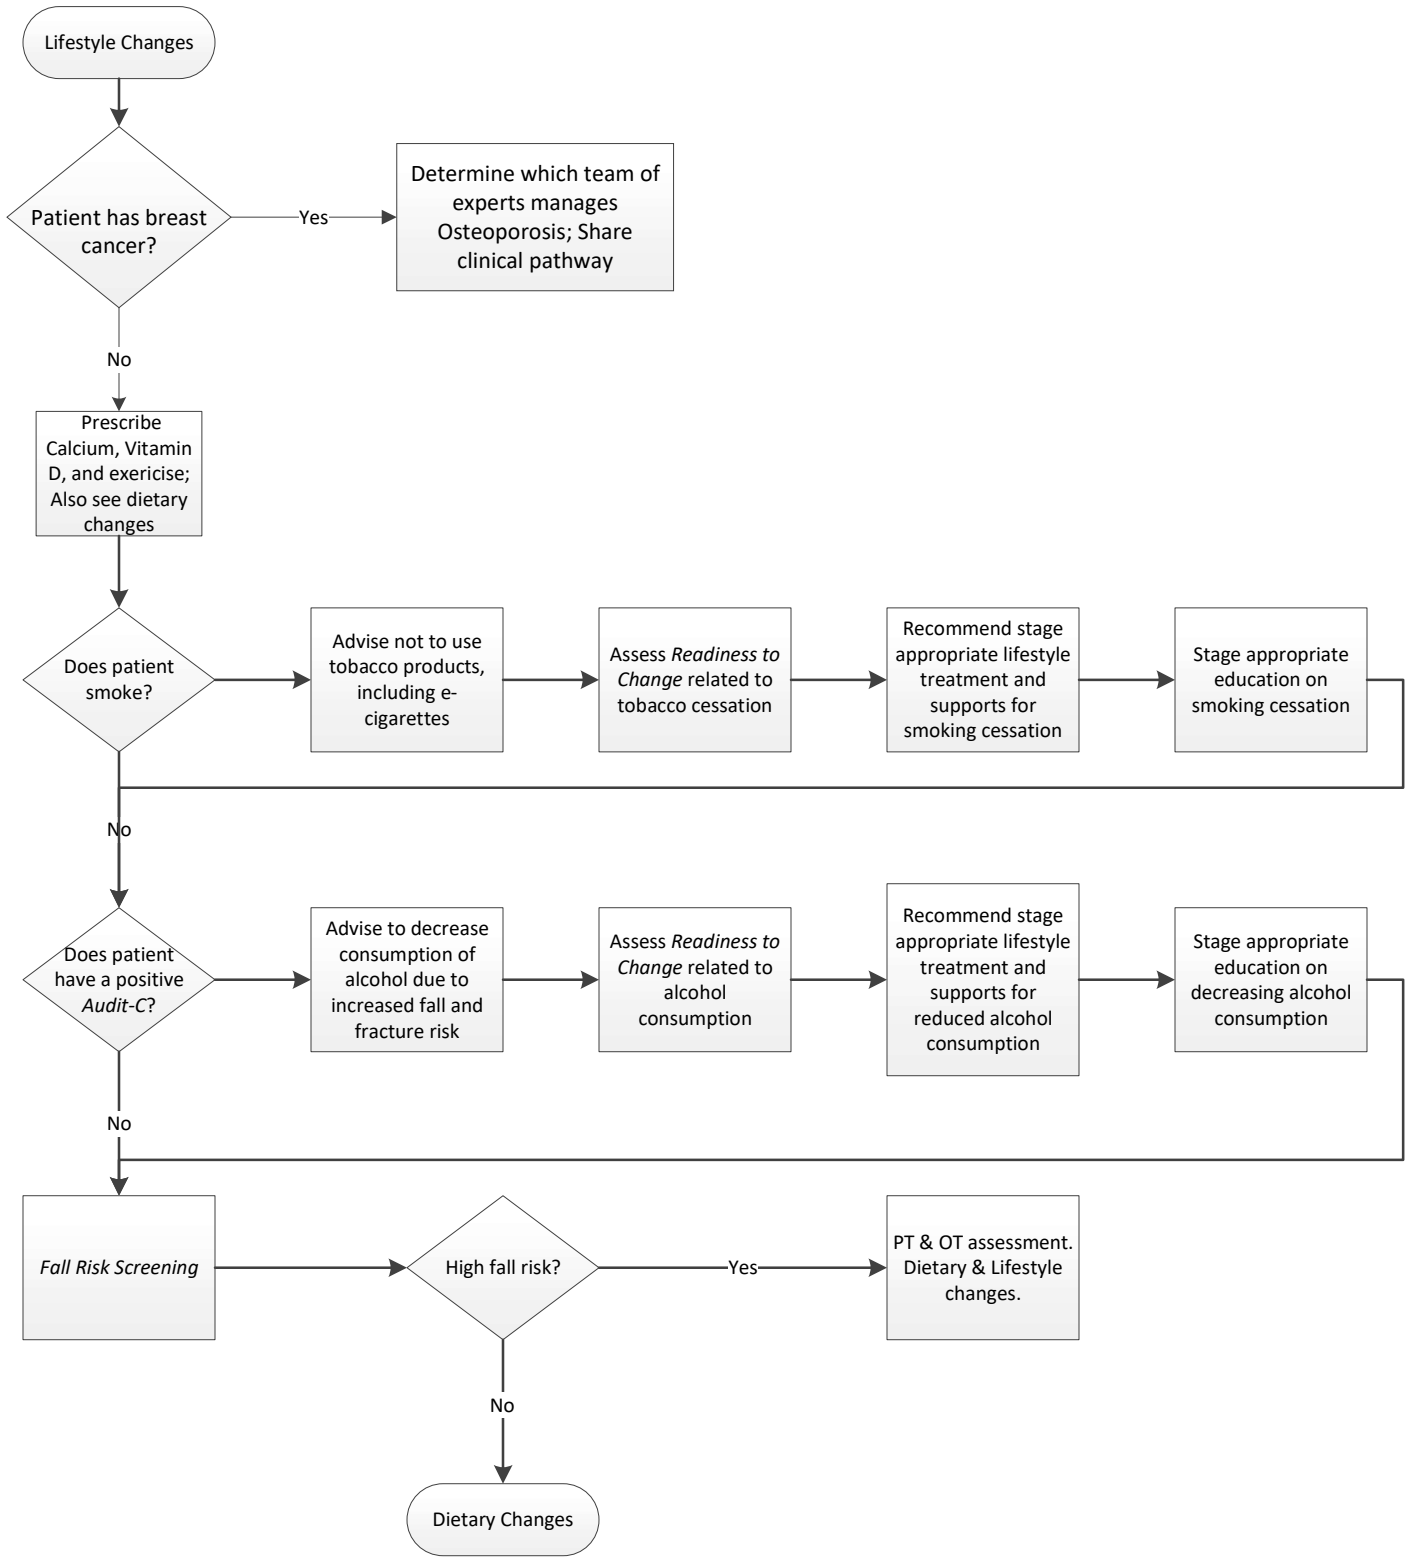 Lifestyle Changes
Patient has breast
cancer?
Yes
Determine which team of
experts manages
Osteoporosis; Share
clinical pathway
No
Prescribe
Calcium, Vitamin
D, and exericise;
Also see dietary
changes
Does patient
smoke?
Advise not to use
tobacco products,
including e-
cigarettes
Assess Readiness to
Change related to
tobacco cessation
Recommend stage
appropriate lifestyle
treatment and
supports for
smoking cessation
Stage appropriate
education on
smoking cessation
No
Does patient
have a positive
Audit-C?
Advise to decrease
consumption of
alcohol due to
increased fall and
fracture risk
Assess Readiness to
Change related to
alcohol
consumption
Recommend stage
appropriate lifestyle
treatment and
supports for
reduced alcohol
consumption
Stage appropriate
education on
decreasing alcohol
consumption
No
Fall Risk Screening
High fall risk?
Yes
PT & OT assessment.
Dietary & Lifestyle
changes.
No
Dietary Changes